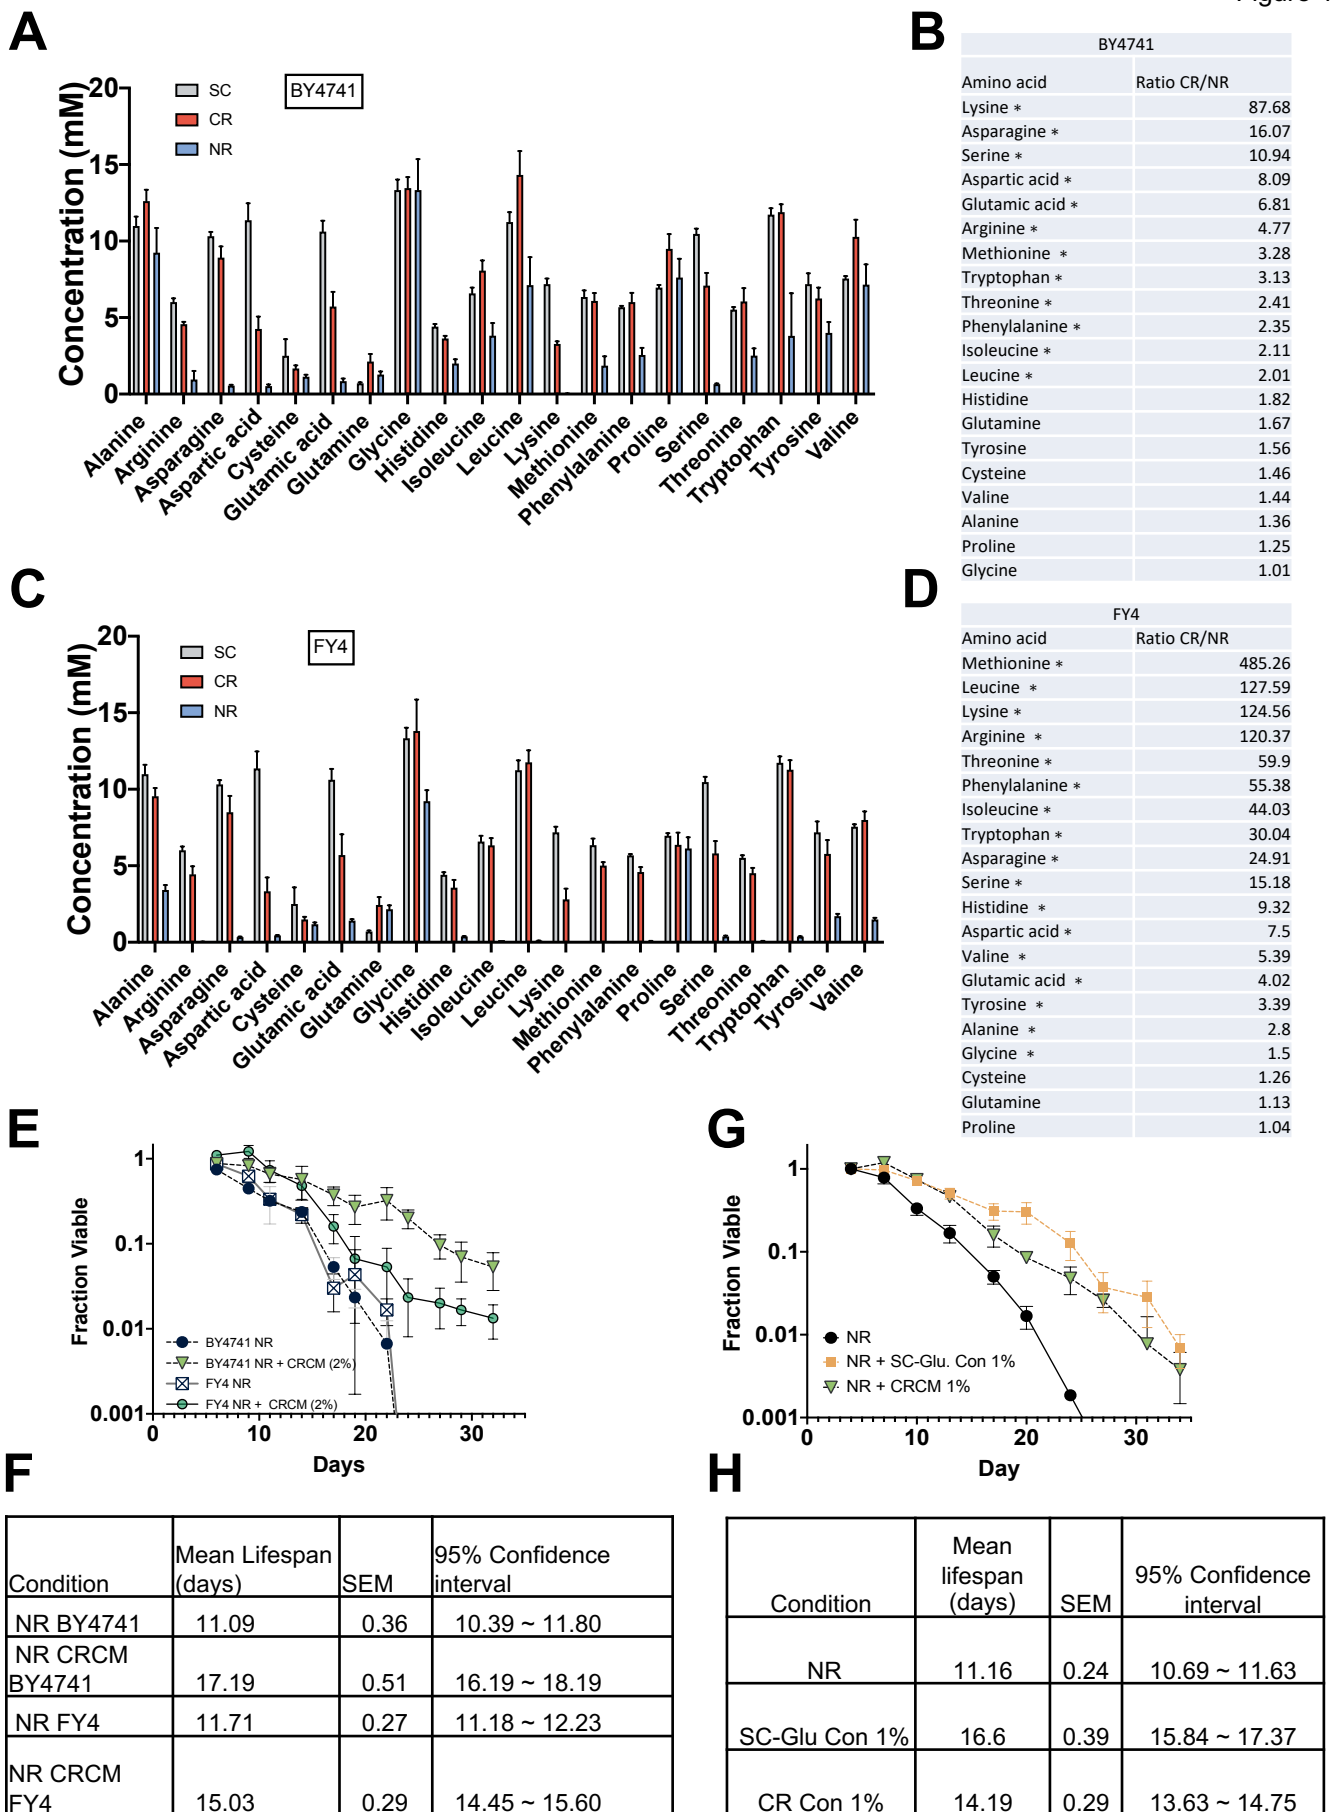 A
BY4741
SC
CR
NR
Concentration (mM)
20
15
10
5
0
Alanine
Arginine
Asparagine
Aspartic acid
Cysteine
Glutamic acid
Glutamine
Glycine
Histidine
Isoleucine
Leucine
Lysine
Methionine
Phenylalanine
Proline
Serine
Threonine
Tryptophan
Tyrosine
Valine
B
BY4741
Amino acid Ratio CR/NR
Lysine * 87.68
Asparagine * 16.07
Serine * 10.94
Aspartic acid * 8.09
Glutamic acid * 6.81
Arginine * 4.77
Methionine * 3.28
Tryptophan * 3.13
Threonine * 2.41
Phenylalanine * 2.35
Isoleucine * 2.11
Leucine * 2.01
Histidine 1.82
Glutamine 1.67
Tyrosine 1.56
Cysteine 1.46
Valine 1.44
Alanine 1.36
Proline 1.25
Glycine 1.01
C
FY4
SC
CR
NR
Concentration (mM)
20
15
10
5
0
Alanine
Arginine
Asparagine
Aspartic acid
Cysteine
Glutamic acid
Glutamine
Glycine
Histidine
Isoleucine
Leucine
Lysine
Methionine
Phenylalanine
Proline
Serine
Threonine
Tryptophan
Tyrosine
Valine
D
FY4
Amino acid Ratio CR/NR
Methionine * 485.26
Leucine * 127.59
Lysine * 124.56
Arginine * 120.37
Threonine * 59.9
Phenylalanine * 55.38
Isoleucine * 44.03
Tryptophan * 30.04
Asparagine * 24.91
Serine * 15.18
Histidine * 9.32
Aspartic acid * 7.5
Valine * 5.39
Glutamic acid * 4.02
Tyrosine * 3.39
Alanine * 2.8
Glycine * 1.5
Cysteine 1.26
Glutamine 1.13
Proline 1.04
E
Fraction Viable
1
0.1
0.01
0.001
BY4741 NR
BY4741 NR + CRCM (2%)
FY4 NR
FY4 NR + CRCM (2%)
0 10 20 30
Days
G
Fraction Viable
1
0.1
0.01
0.001
NR
NR + SC-Glu. Con 1%
NR + CRCM 1%
0 10 20 30
Day
F
Condition Mean Lifespan (days) SEM 95% Confidence interval
NR BY4741 11.09 0.36 10.39 ~ 11.80
NR CRCM BY4741 17.19 0.51 16.19 ~ 18.19
NR FY4 11.71 0.27 11.18 ~ 12.23
NR CRCM FY4 15.03 0.29 14.45 ~ 15.60
H
Condition Mean lifespan (days) SEM 95% Confidence interval
NR 11.16 0.24 10.69 ~ 11.63
SC-Glu Con 1% 16.6 0.39 15.84 ~ 17.37
CR Con 1% 14.19 0.29 13.63 ~ 14.75